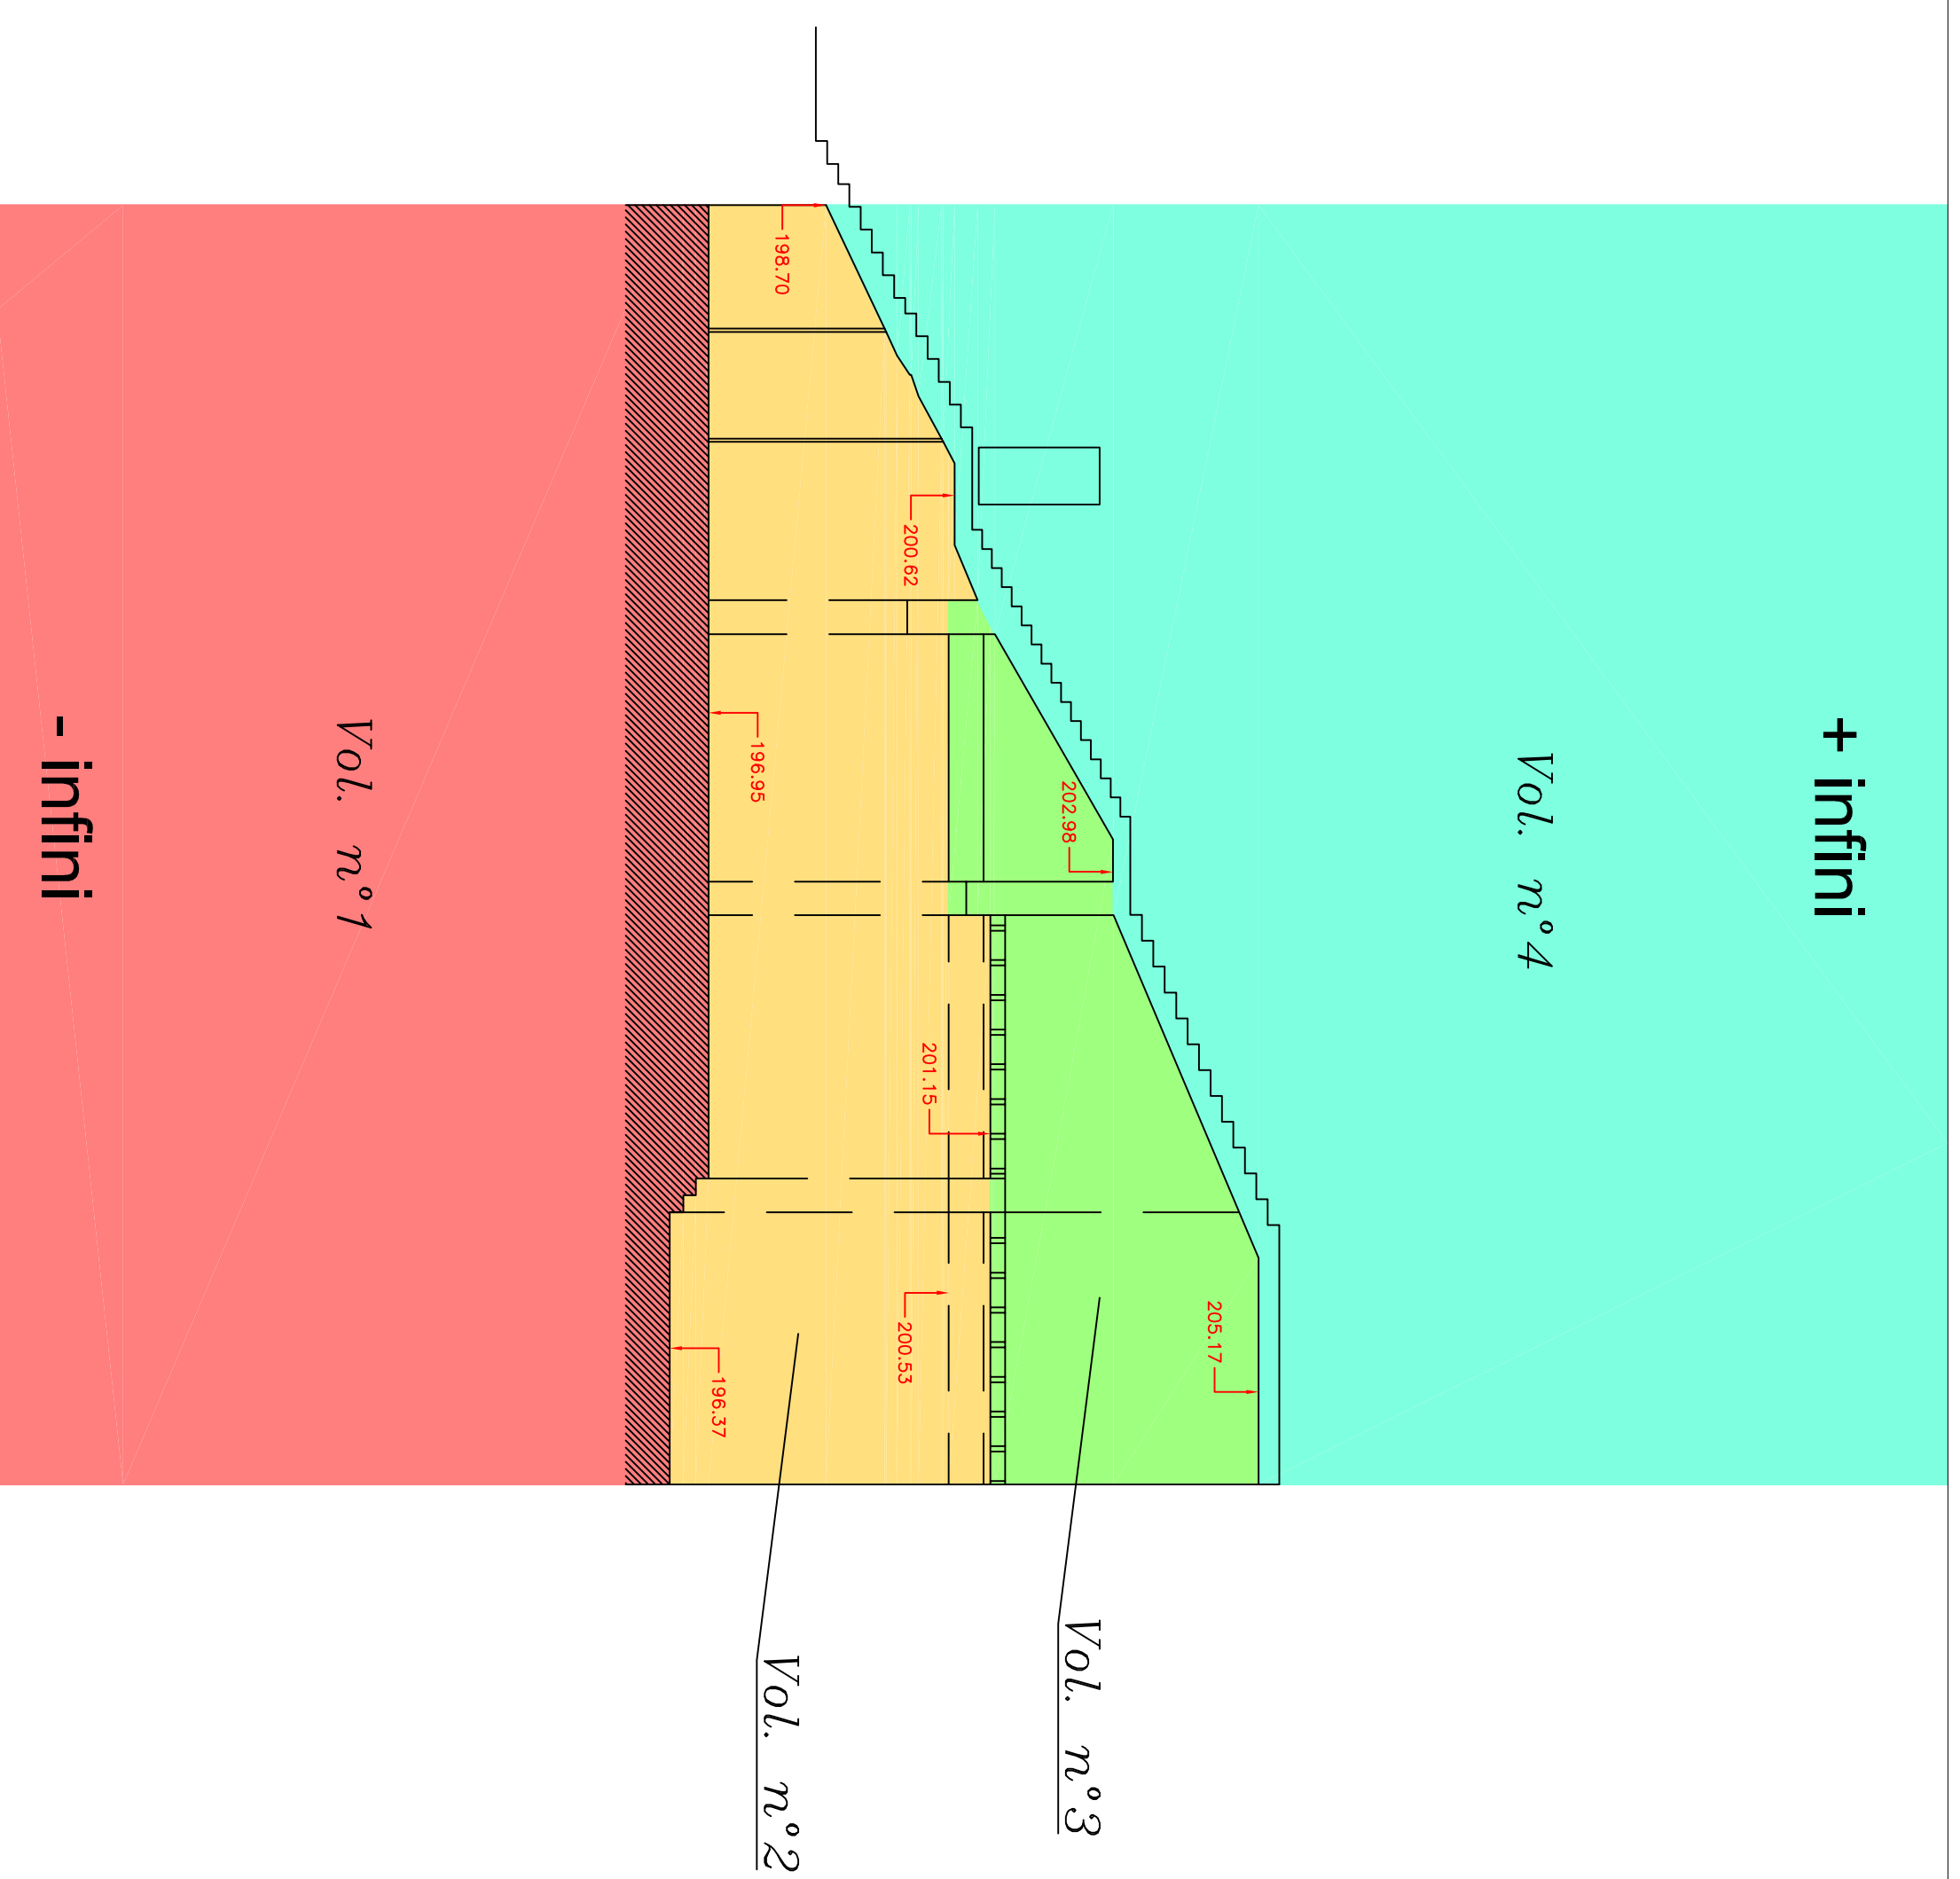 + infini
Vol. n°4
205.17
202.98
Vol. n°3
201.15
200.62
200.53
198.70
Vol. n°2
196.95
196.37
Vol. n°1
- infini